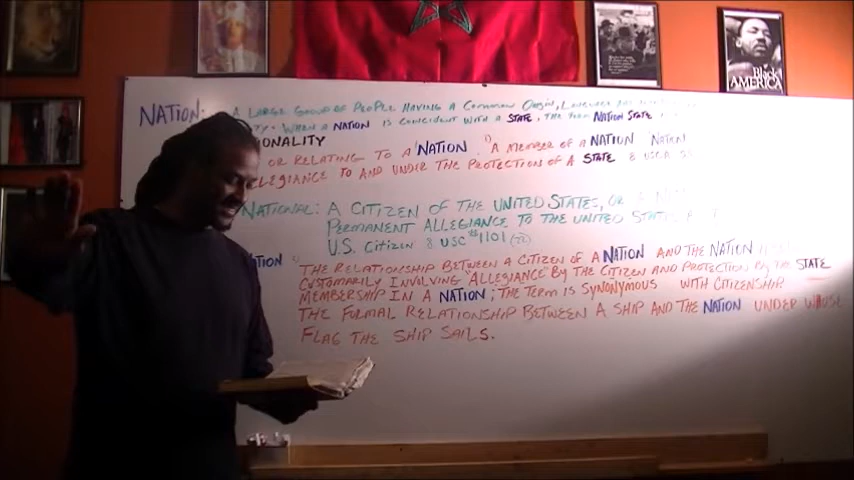 NATION: A LARGE GROUP OF PEOPLE HAVING A COMMON ORIGIN, LANGUAGE
WHEN A NATION IS COINCIDENT WITH A STATE, THE TERM NATION STATE
ONALITY
OR RELATING TO A NATION 1) A MEMBER OF A NATION
ALLEGIANCE TO AND UNDER THE PROTECTION OF A STATE 8 USCA
NATIONAL: A CITIZEN OF THE UNITED STATES, OR A
PERMANENT ALLEGIANCE TO THE UNITED STATES
U.S. CITIZEN 8 USC #1101 (22)
NATION THE RELATIONSHIP BETWEEN A CITIZEN OF A NATION AND THE NATION
CUSTOMARILY INVOLVING "ALLEGIANCE" BY THE CITIZEN AND PROTECTION BY THE STATE
MEMBERSHIP IN A NATION; THE TERM IS SYNONYMOUS WITH CITIZENSHIP
THE FORMAL RELATIONSHIP BETWEEN A SHIP AND THE NATION UNDER WHOSE
FLAG THE SHIP SAILS.
Black
AMERICA